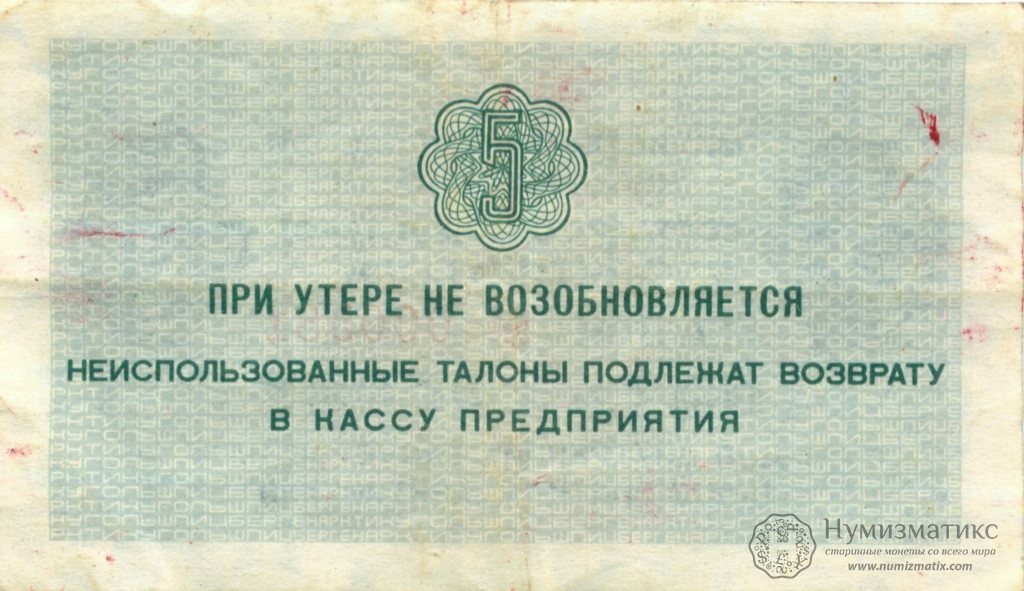 5
ПРИ УТЕРЕ НЕ ВОЗОБНОВЛЯЕТСЯ
НЕИСПОЛЬЗОВАННЫЕ ТАЛОНЫ ПОДЛЕЖАТ ВОЗВРАТУ
В КАССУ ПРЕДПРИЯТИЯ
Нумизматикс
старинные монеты со всего мира
www.numizmatix.com